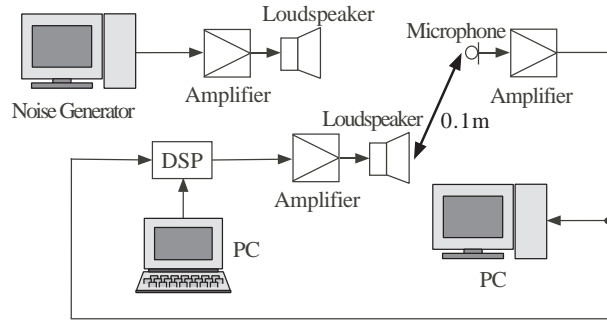 Loudspeaker
Microphone
Noise Generator
Amplifier
Amplifier
Loudspeaker
0.1m
DSP
Amplifier
PC
PC